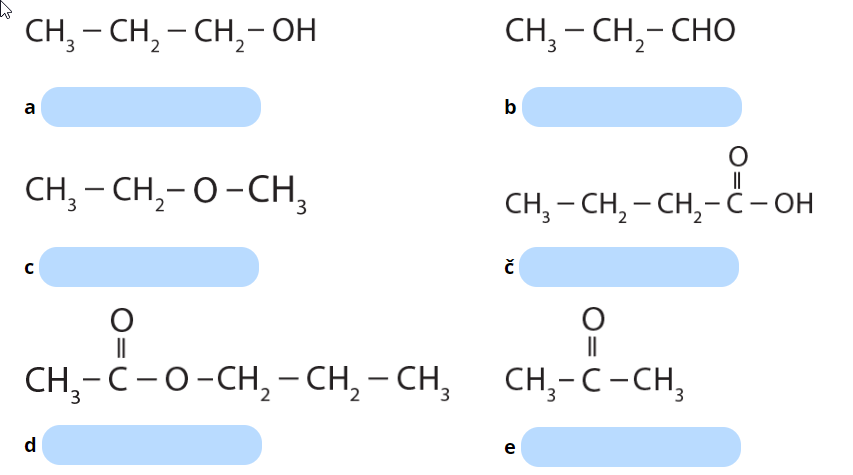 CH₃ – CH₂ – CH₂– OH
CH₃ – CH₂– CHO
a
b
CH₃ – CH₂– O –CH₃
O
||
CH₃ – CH₂ – CH₂– C – OH
c
č
O
||
CH₃– C – O –CH₂ – CH₂ – CH₃
O
||
CH₃– C –CH₃
d
e